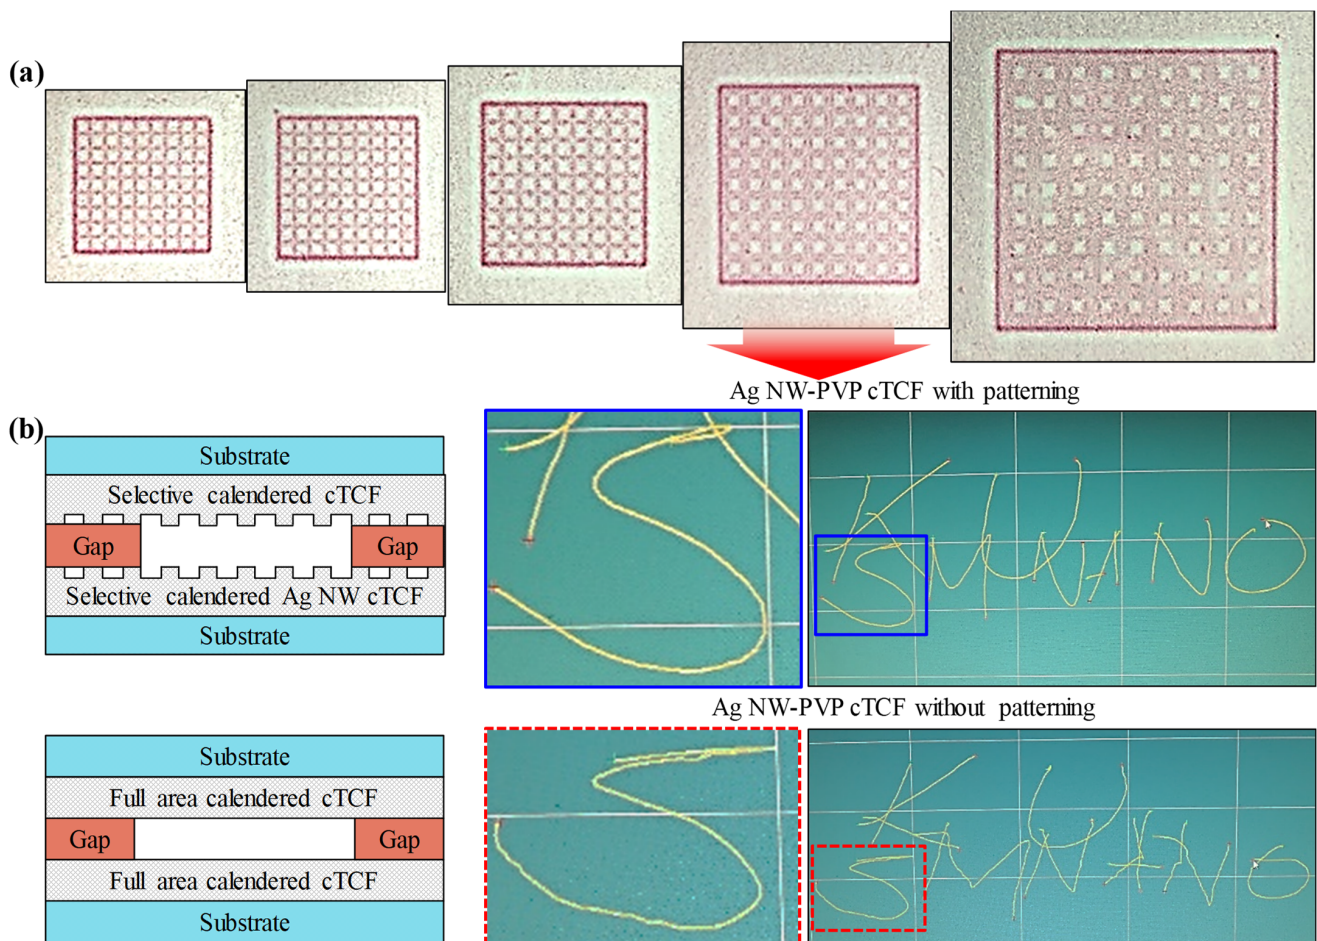 (a)
Ag NW-PVP cTCF with patterning
(b)
Substrate
Selective calendered cTCF
Gap
Gap
Selective calendered Ag NW cTCF
Substrate
Ag NW-PVP cTCF without patterning
Substrate
Full area calendered cTCF
Gap
Gap
Full area calendered cTCF
Substrate